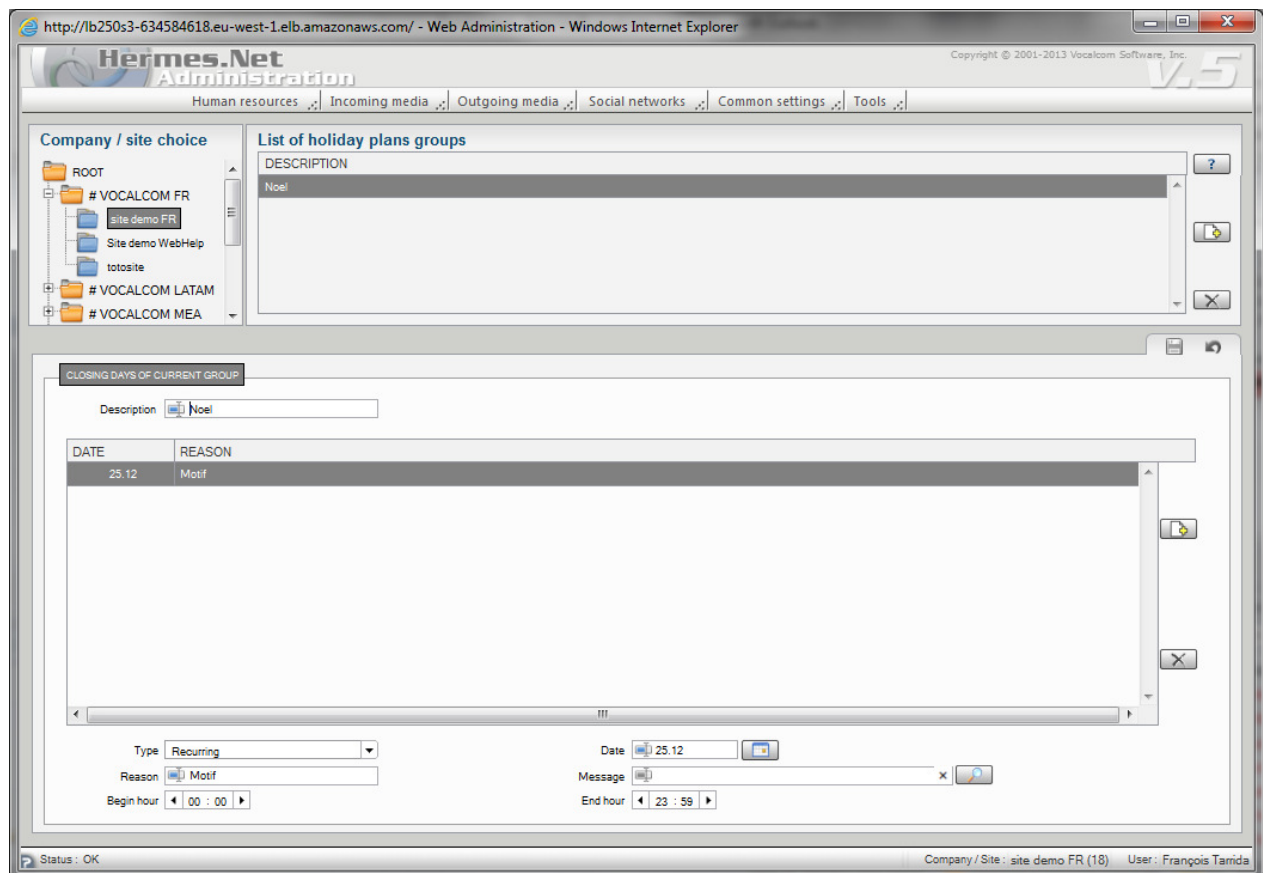 http://lb250s3-634584618.eu-west-1.elb.amazonaws.com/ - Web Administration - Windows Internet Explorer
Hermes.Net
Administration
Copyright © 2001-2013 Vocalcom Software, Inc.
V.5
Human resources Incoming media Outgoing media Social networks Common settings Tools
Company / site choice
ROOT
# VOCALCOM FR
site demo FR
Site demo WebHelp
totosite
# VOCALCOM LATAM
# VOCALCOM MEA
List of holiday plans groups
DESCRIPTION
Noel
?
CLOSING DAYS OF CURRENT GROUP
Description Noel
DATE REASON
25.12 Motif
Type Recurring Date 25.12
Reason Motif Message
Begin hour 00 : 00 End hour 23 : 59
Status : OK Company / Site : site demo FR (18) User : François Tarrida